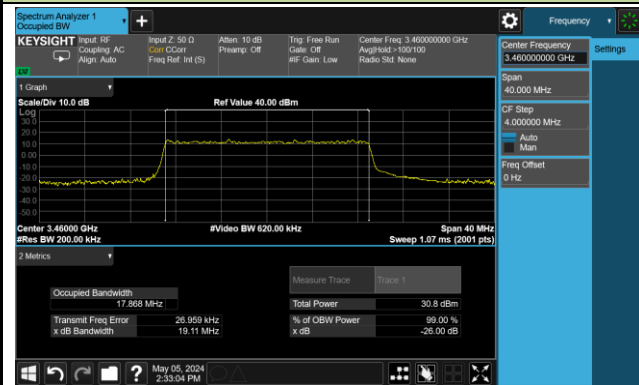 Spectrum Analyzer 1
Occupied BW
Frequency
KEYSIGHT
Input: RF
Coupling: AC
Align: Auto
Input Z: 50 Ω
Corr CCorr
Freq Ref: Int (S)
Atten: 10 dB
Preamp: Off
Trig: Free Run
Gate: Off
#IF Gain: Low
Center Freq: 3.460000000 GHz
Avg|Hold:>100/100
Radio Std: None
LW
Center Frequency
3.460000000 GHz
Settings
Span
40.000 MHz
CF Step
4.000000 MHz
Auto
Man
Freq Offset
0 Hz
1 Graph
Scale/Div 10.0 dB
Ref Value 40.00 dBm
Log
30.0
20.0
10.0
0.00
-10.0
-20.0
-30.0
-40.0
-50.0
Center 3.46000 GHz
#Video BW 620.00 kHz
Span 40 MHz
#Res BW 200.00 kHz
Sweep 1.07 ms (2001 pts)
2 Metrics
Measure Trace
Trace 1
Occupied Bandwidth
17.868 MHz
Total Power
30.8 dBm
Transmit Freq Error
26.959 kHz
% of OBW Power
99.00 %
x dB Bandwidth
19.11 MHz
x dB
-26.00 dB
?
May 05, 2024
2:33:04 PM